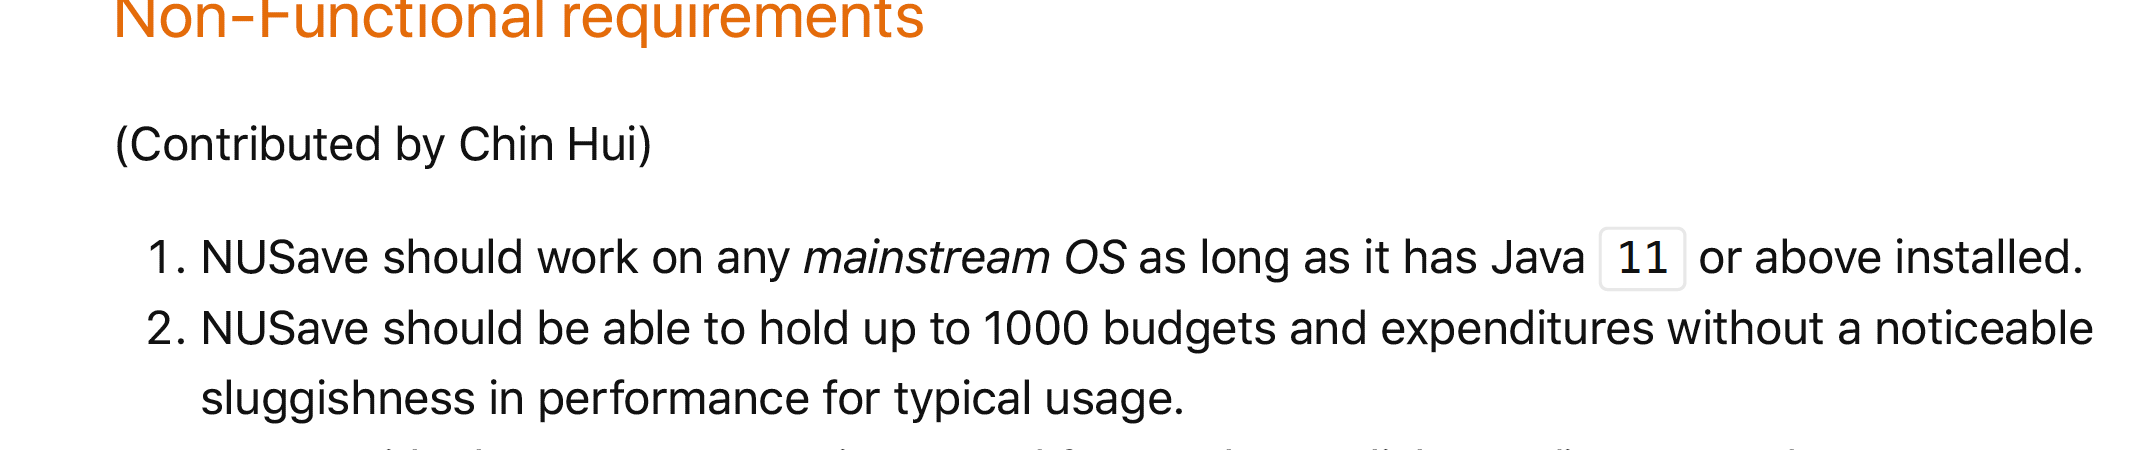 Non-Functional requirements
(Contributed by Chin Hui)
1. NUSave should work on any mainstream OS as long as it has Java 11 or above installed.
2. NUSave should be able to hold up to 1000 budgets and expenditures without a noticeable
sluggishness in performance for typical usage.